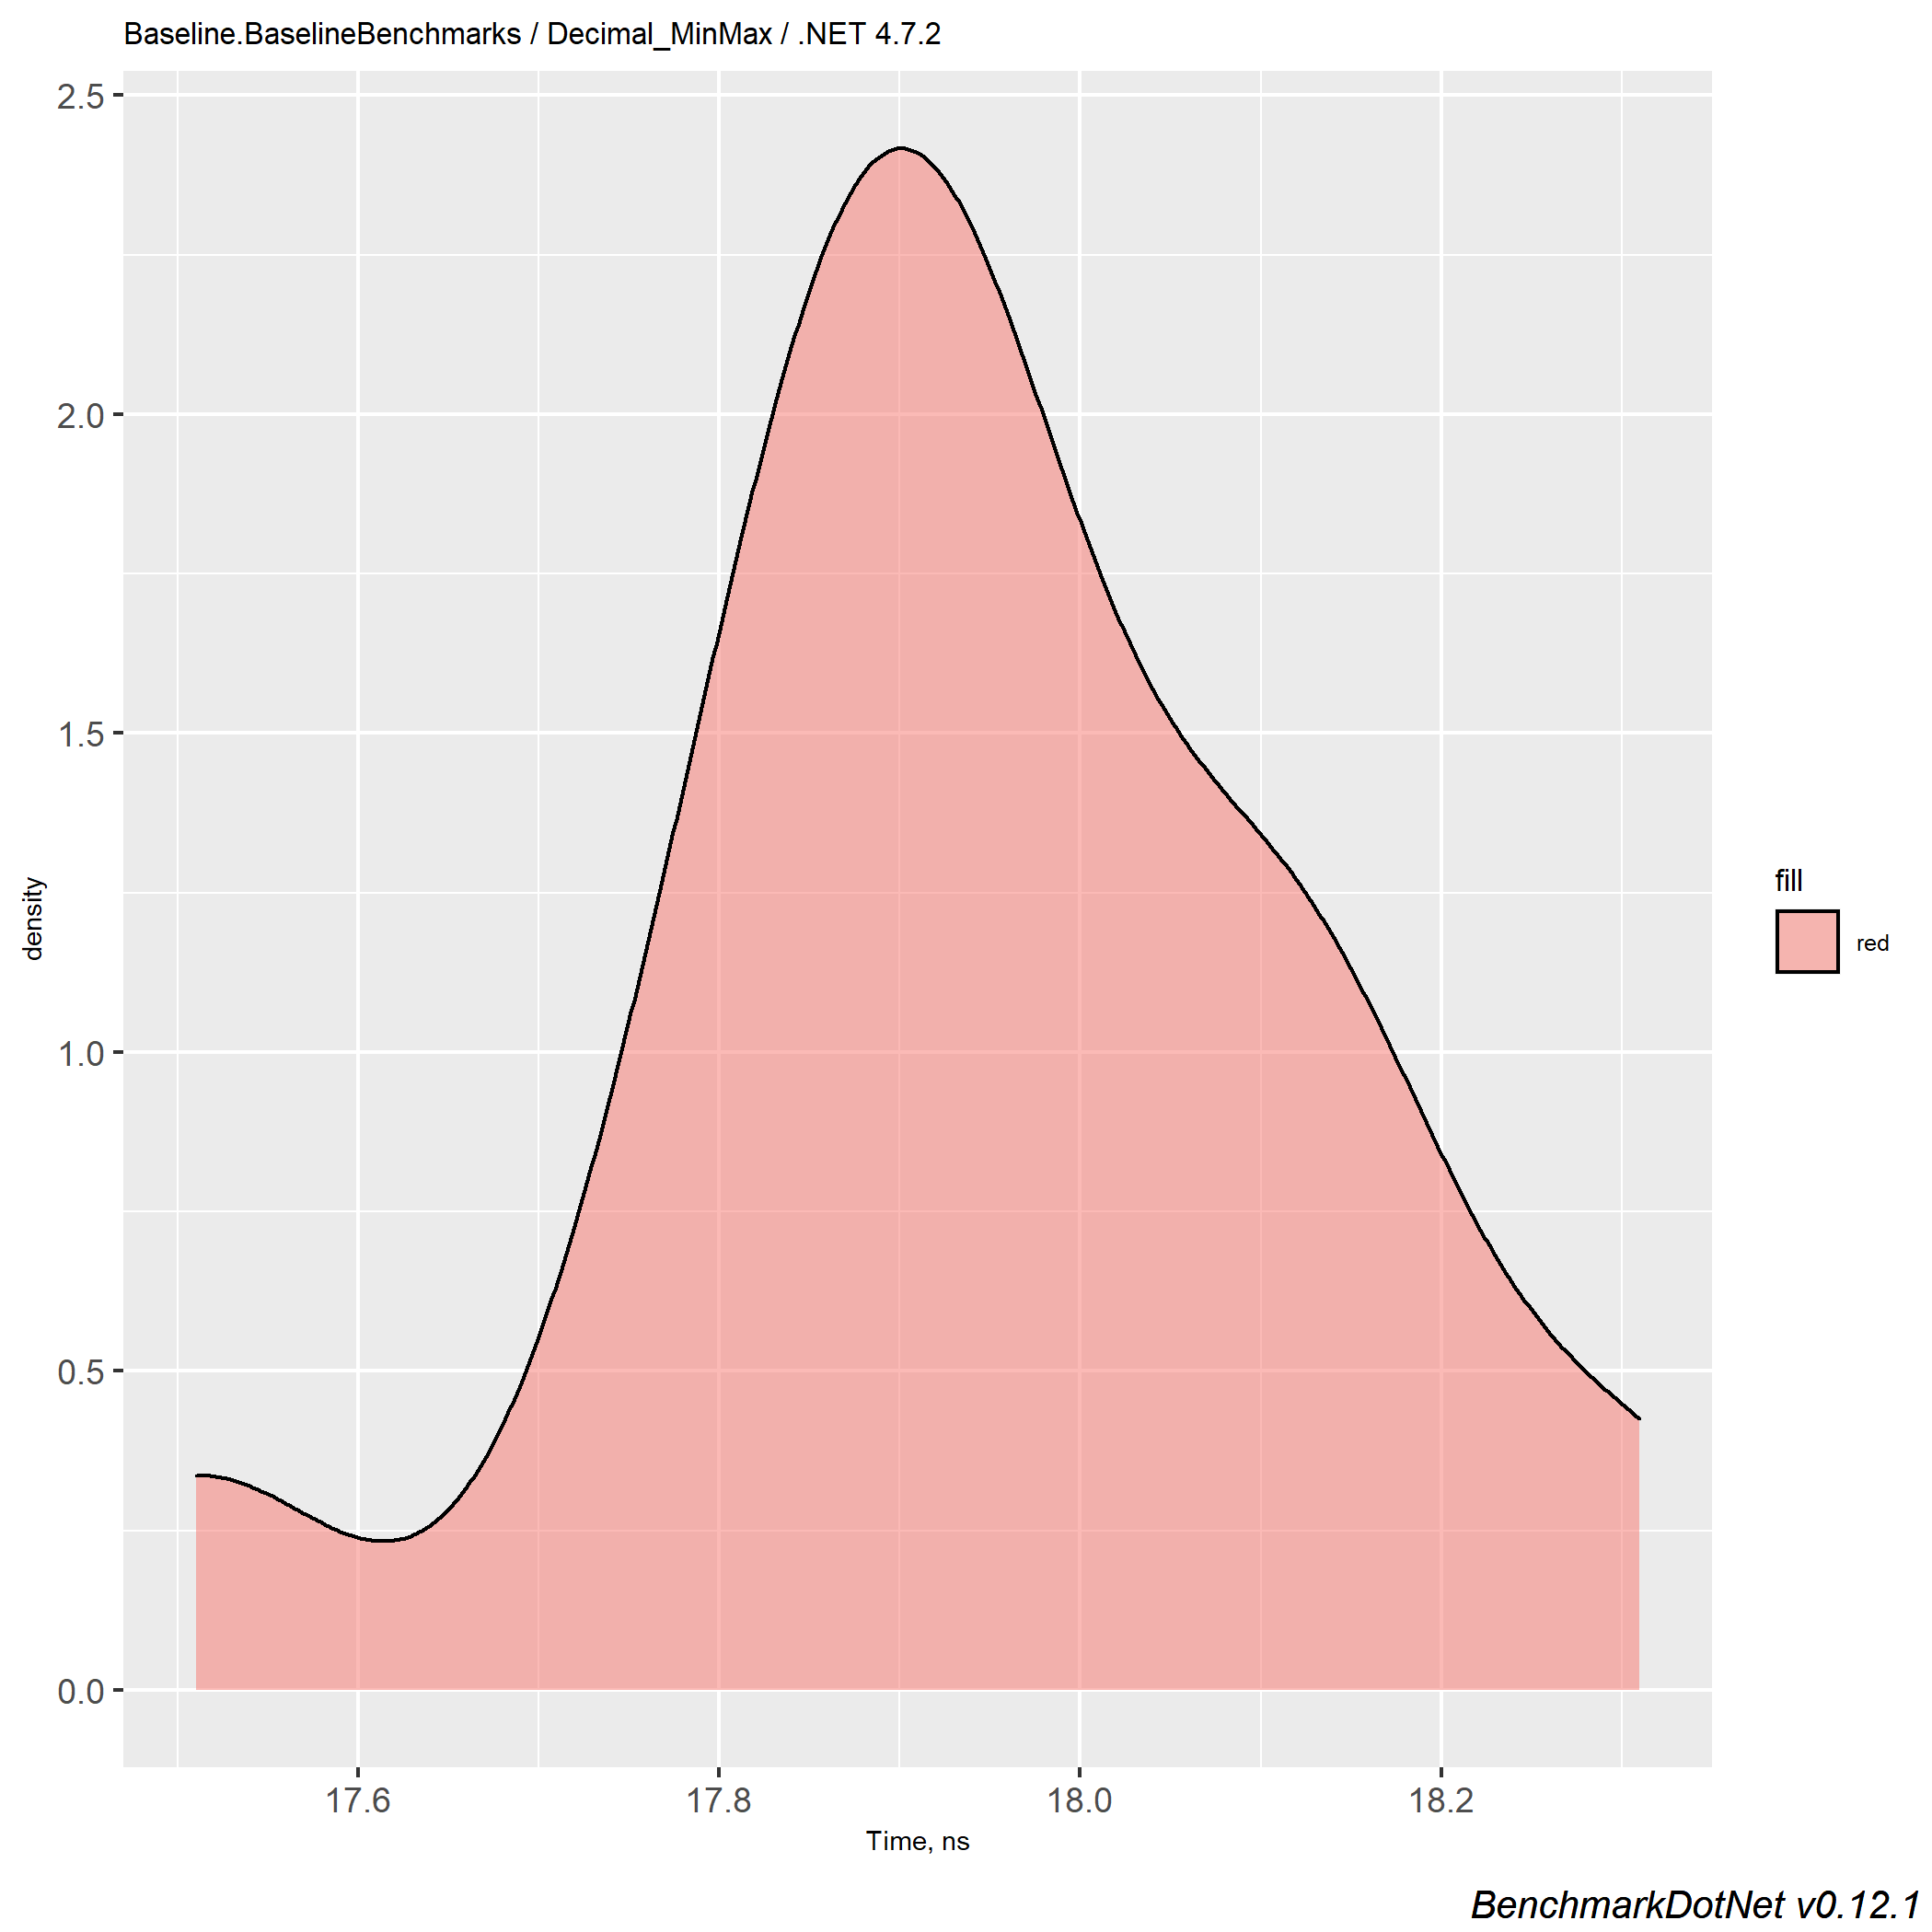 Baseline.BaselineBenchmarks / Decimal_MinMax / .NET 4.7.2
2.5
2.0
1.5
1.0
0.5
0.0
density
17.6 17.8 18.0 18.2
Time, ns
fill
red
BenchmarkDotNet v0.12.1